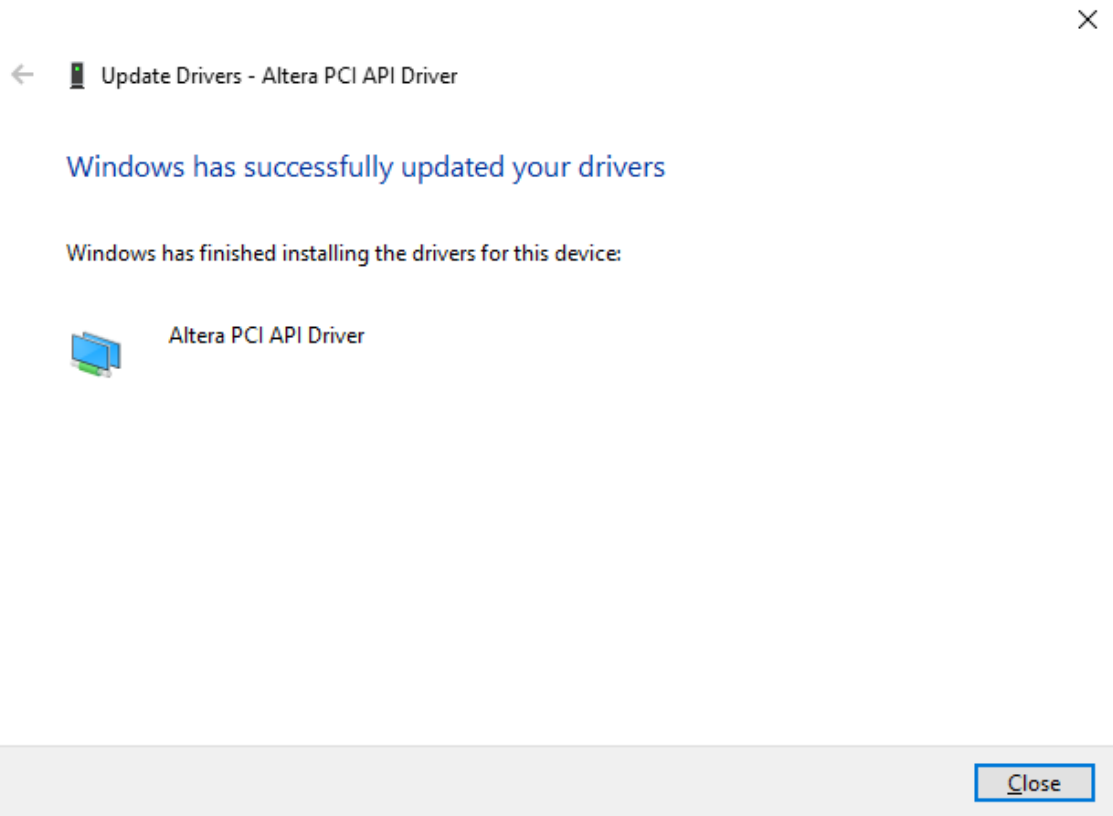 Update Drivers - Altera PCI API Driver
Windows has successfully updated your drivers
Windows has finished installing the drivers for this device:
Altera PCI API Driver
Close